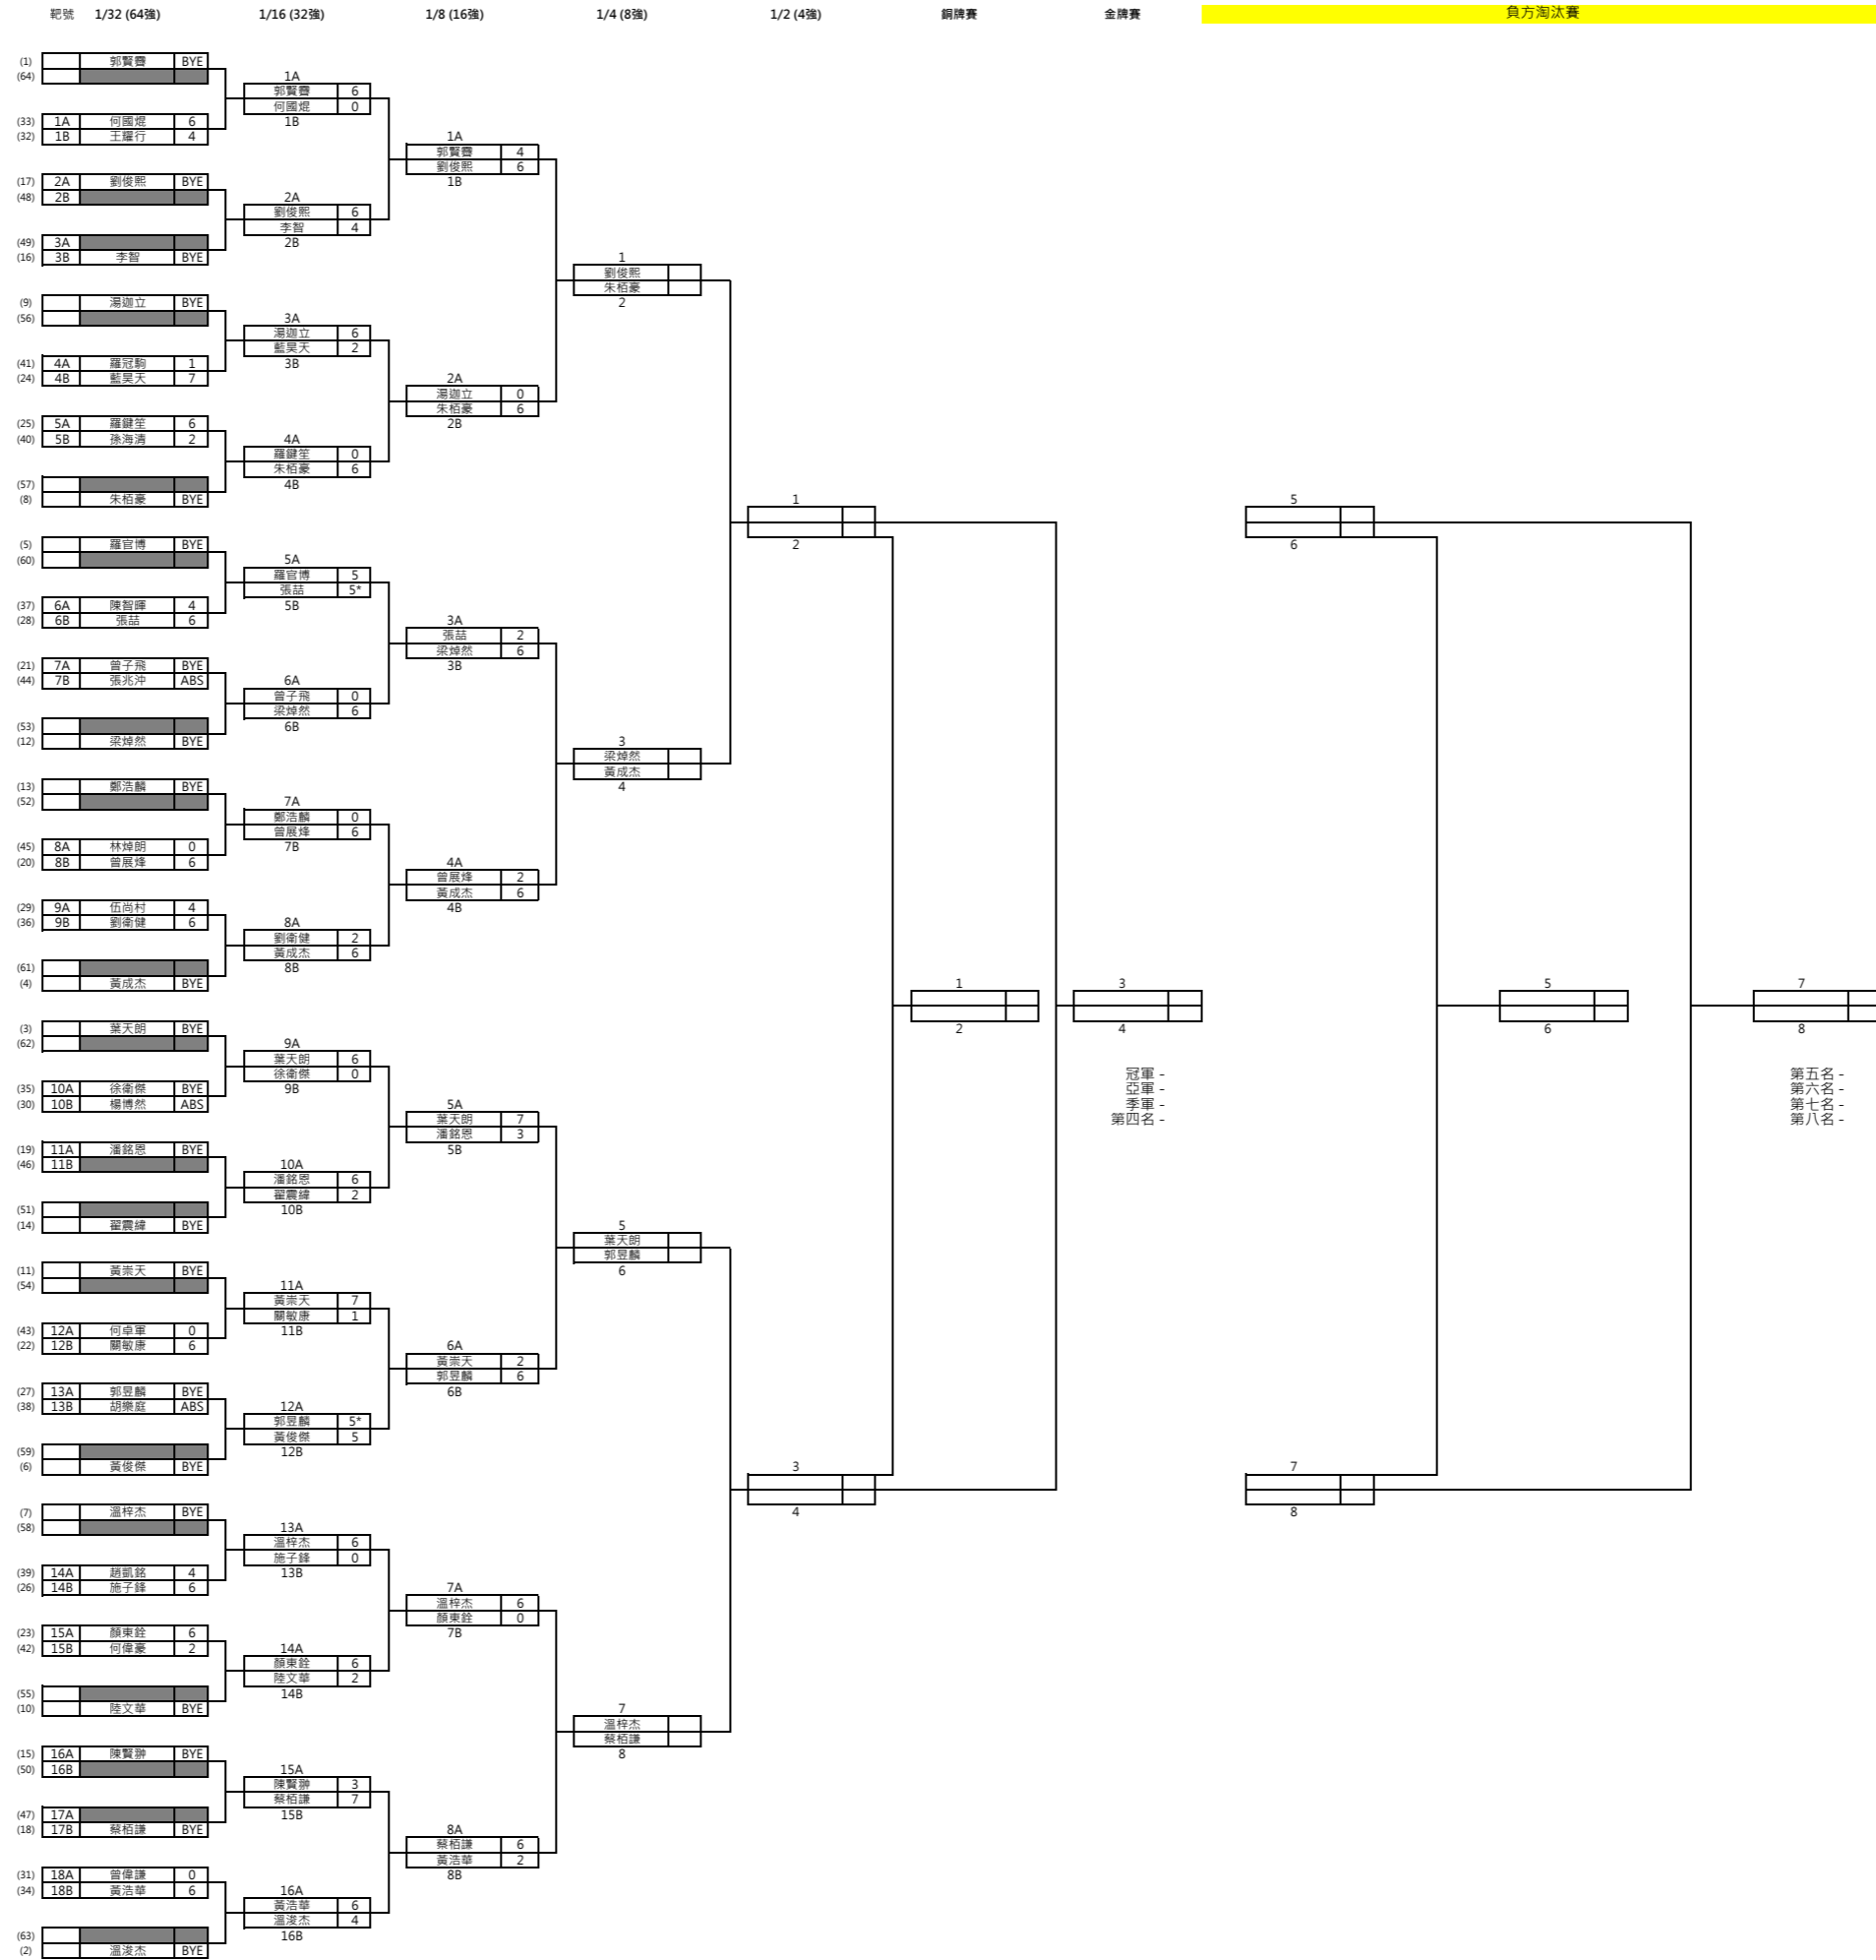 靶號 1/32 (64強) 1/16 (32強) 1/8 (16強) 1/4 (8強) 1/2 (4強) 銅牌賽 金牌賽 負方淘汰賽
(1) 郭賢臺 BYE
(64)
1A
郭賢臺 6
何國焜 0
1B
(33) 1A 何國焜 6
(32) 1B 王耀行 4
1A
郭賢臺 4
劉俊熙 6
1B
(17) 2A 劉俊熙 BYE
(48) 2B
2A
劉俊熙 6
李智 4
2B
(49) 3A
(16) 3B 李智 BYE
1
劉俊熙
朱栢豪
2
(9) 湯迦立 BYE
(56)
3A
湯迦立 6
藍昊天 2
3B
(41) 4A 羅冠駒 1
(24) 4B 藍昊天 7
2A
湯迦立 0
朱栢豪 6
2B
(25) 5A 羅鍵笙 6
(40) 5B 孫海清 2
4A
羅鍵笙 0
朱栢豪 6
4B
(57)
(8) 朱栢豪 BYE
1
2
5
6
(5) 羅官博 BYE
(60)
5A
羅官博 5
張喆 5*
5B
(37) 6A 陳智暉 4
(28) 6B 張喆 6
3A
張喆 2
梁焯然 6
3B
(21) 7A 曾子飛 BYE
(44) 7B 張兆沖 ABS
6A
曾子飛 0
梁焯然 6
6B
(53)
(12) 梁焯然 BYE
3
梁焯然
黃成杰
4
(13) 鄭浩麟 BYE
(52)
7A
鄭浩麟 0
曾展烽 6
7B
(45) 8A 林焯朗 0
(20) 8B 曾展烽 6
4A
曾展烽 2
黃成杰 6
4B
(29) 9A 伍尚村 4
(36) 9B 劉衛健 6
8A
劉衛健 2
黃成杰 6
8B
(61)
(4) 黃成杰 BYE
1
2
3
4
5
6
7
8
(3) 葉天朗 BYE
(62)
9A
葉天朗 6
徐衛傑 0
9B
冠軍 -
亞軍 -
季軍 -
第四名 -
第五名 -
第六名 -
第七名 -
第八名 -
(35) 10A 徐衛傑 BYE
(30) 10B 楊博然 ABS
5A
葉天朗 7
潘銘恩 3
5B
(19) 11A 潘銘恩 BYE
(46) 11B
10A
潘銘恩 6
翟震緯 2
10B
(51)
(14) 翟震緯 BYE
5
葉天朗
郭昱麟
6
(11) 黃崇天 BYE
(54)
11A
黃崇天 7
關敏康 1
11B
(43) 12A 何卓軍 0
(22) 12B 關敏康 6
6A
黃崇天 2
郭昱麟 6
6B
(27) 13A 郭昱麟 BYE
(38) 13B 胡樂庭 ABS
12A
郭昱麟 5*
黃俊傑 5
12B
(59)
(6) 黃俊傑 BYE
3
4
7
8
(7) 溫梓杰 BYE
(58)
13A
溫梓杰 6
施子鋒 0
13B
(39) 14A 趙凱銘 4
(26) 14B 施子鋒 6
7A
溫梓杰 6
顏東銓 0
7B
(23) 15A 顏東銓 6
(42) 15B 何偉豪 2
14A
顏東銓 6
陸文華 2
14B
(55)
(10) 陸文華 BYE
7
溫梓杰
蔡栢謙
8
(15) 16A 陳賢翀 BYE
(50) 16B
15A
陳賢翀 3
蔡栢謙 7
15B
(47) 17A
(18) 17B 蔡栢謙 BYE
8A
蔡栢謙 6
黃浩華 2
8B
(31) 18A 曾偉謙 0
(34) 18B 黃浩華 6
16A
黃浩華 6
溫浚杰 4
16B
(63)
(2) 溫浚杰 BYE